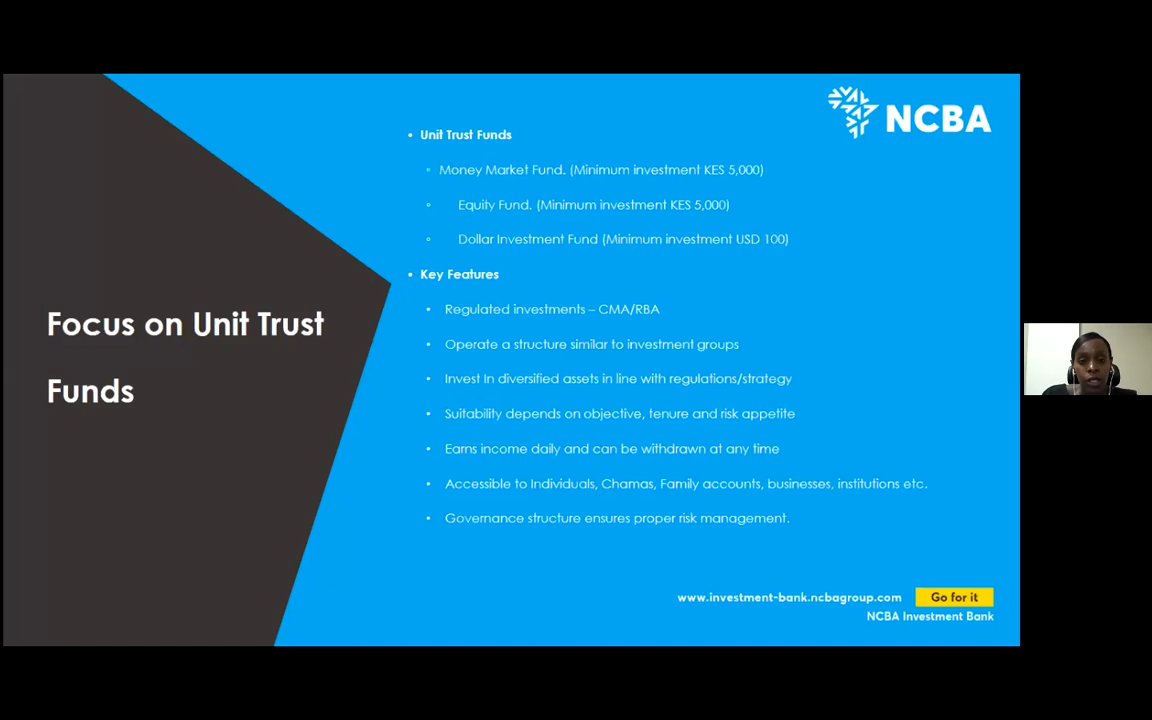 NCBA
• Unit Trust Funds
◦ Money Market Fund. (Minimum investment KES 5,000)
◦ Equity Fund. (Minimum investment KES 5,000)
◦ Dollar Investment Fund (Minimum investment USD 100)
• Key Features
• Regulated investments – CMA/RBA
• Operate a structure similar to investment groups
• Invest In diversified assets in line with regulations/strategy
• Suitability depends on objective, tenure and risk appetite
• Earns income daily and can be withdrawn at any time
• Accessible to Individuals, Chamas, Family accounts, businesses, institutions etc.
• Governance structure ensures proper risk management.
Focus on Unit Trust
Funds
www.investment-bank.ncbagroup.com Go for it
NCBA Investment Bank